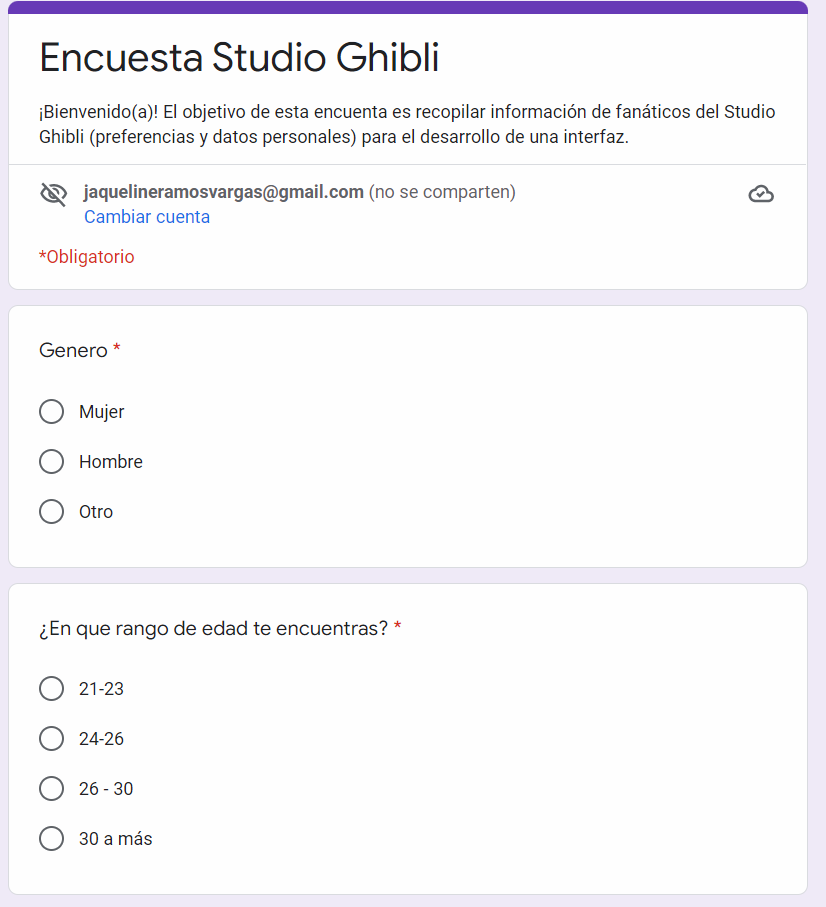 Encuesta Studio Ghibli
¡Bienvenido(a)! El objetivo de esta encuenta es recopilar información de fanáticos del Studio
Ghibli (preferencias y datos personales) para el desarrollo de una interfaz.
jaquelineramosvargas@gmail.com (no se comparten)
Cambiar cuenta
*Obligatorio
Genero *
Mujer
Hombre
Otro
¿En que rango de edad te encuentras? *
21-23
24-26
26 - 30
30 a más